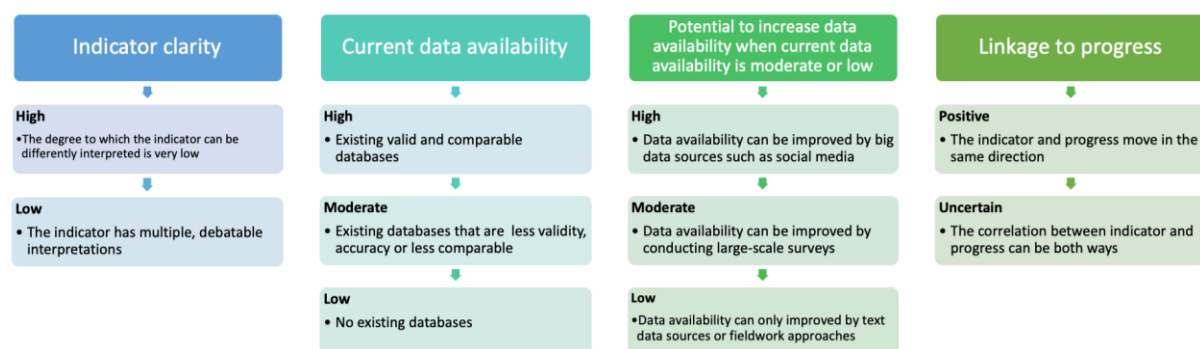 Indicator clarity
High
•The degree to which the indicator can be
differently interpreted is very low
Low
• The indicator has multiple, debatable
interpretations
Current data availability
High
• Existing valid and comparable
databases
Moderate
• Existing databases that are less validity,
accuracy or less comparable
Low
• No existing databases
Potential to increase data
availability when current data
availability is moderate or low
High
• Data availability can be improved by big
data sources such as social media
Moderate
• Data availability can be improved by
conducting large-scale surveys
Low
•Data availability can only improved by text
data sources or fieldwork approaches
Linkage to progress
Positive
• The indicator and progress move in the
same direction
Uncertain
• The correlation between indicator and
progress can be both ways